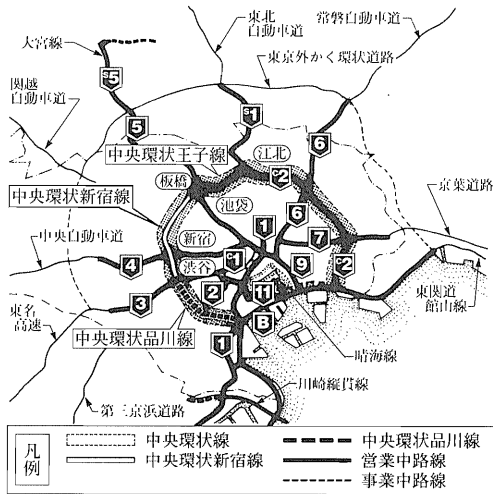 東北
自動車道
常磐自動車道
大宮線
東京外かく環状道路
S5
関越
自動車道
S1
5
6
中央環状王子線
江北
C2
板橋
京葉道路
中央環状新宿線
池袋
1
6
新宿
7
中央自動車道
C1
9
C2
4
渋谷
2
11
3
東関道
館山線
B
東名
高速
中央環状品川線
1
晴海線
川崎縦貫線
第三京浜道路
凡例
中央環状線
中央環状新宿線
中央環状品川線
営業中路線
事業中路線